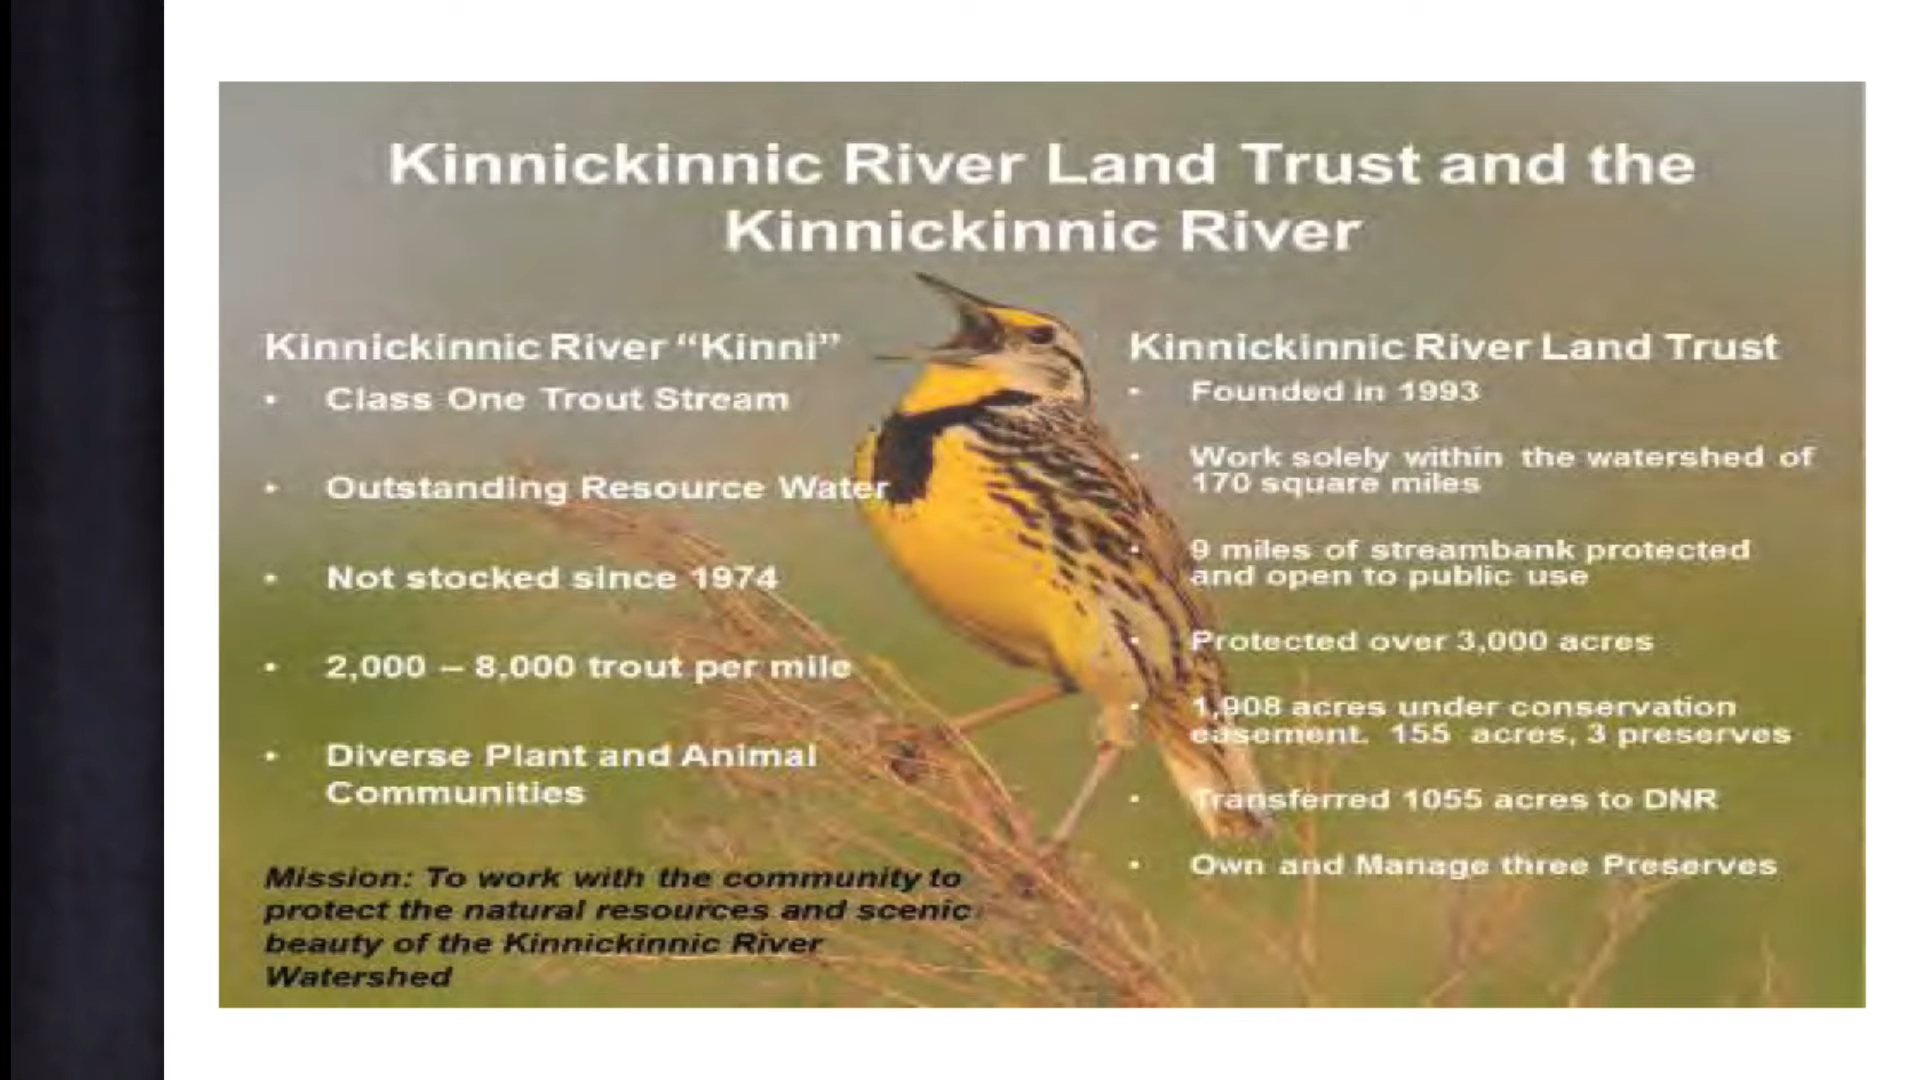 Kinnickinnic River Land Trust and the
Kinnickinnic River
Kinnickinnic River “Kinni”
• Class One Trout Stream
• Outstanding Resource Water
• Not stocked since 1974
• 2,000 – 8,000 trout per mile
• Diverse Plant and Animal
Communities
Mission: To work with the community to
protect the natural resources and scenic
beauty of the Kinnickinnic River
Watershed
Kinnickinnic River Land Trust
• Founded in 1993
• Work solely within the watershed of
170 square miles
• 9 miles of streambank protected
and open to public use
• Protected over 3,000 acres
• 1,908 acres under conservation
easement. 155 acres, 3 preserves
• Transferred 1055 acres to DNR
• Own and Manage three Preserves